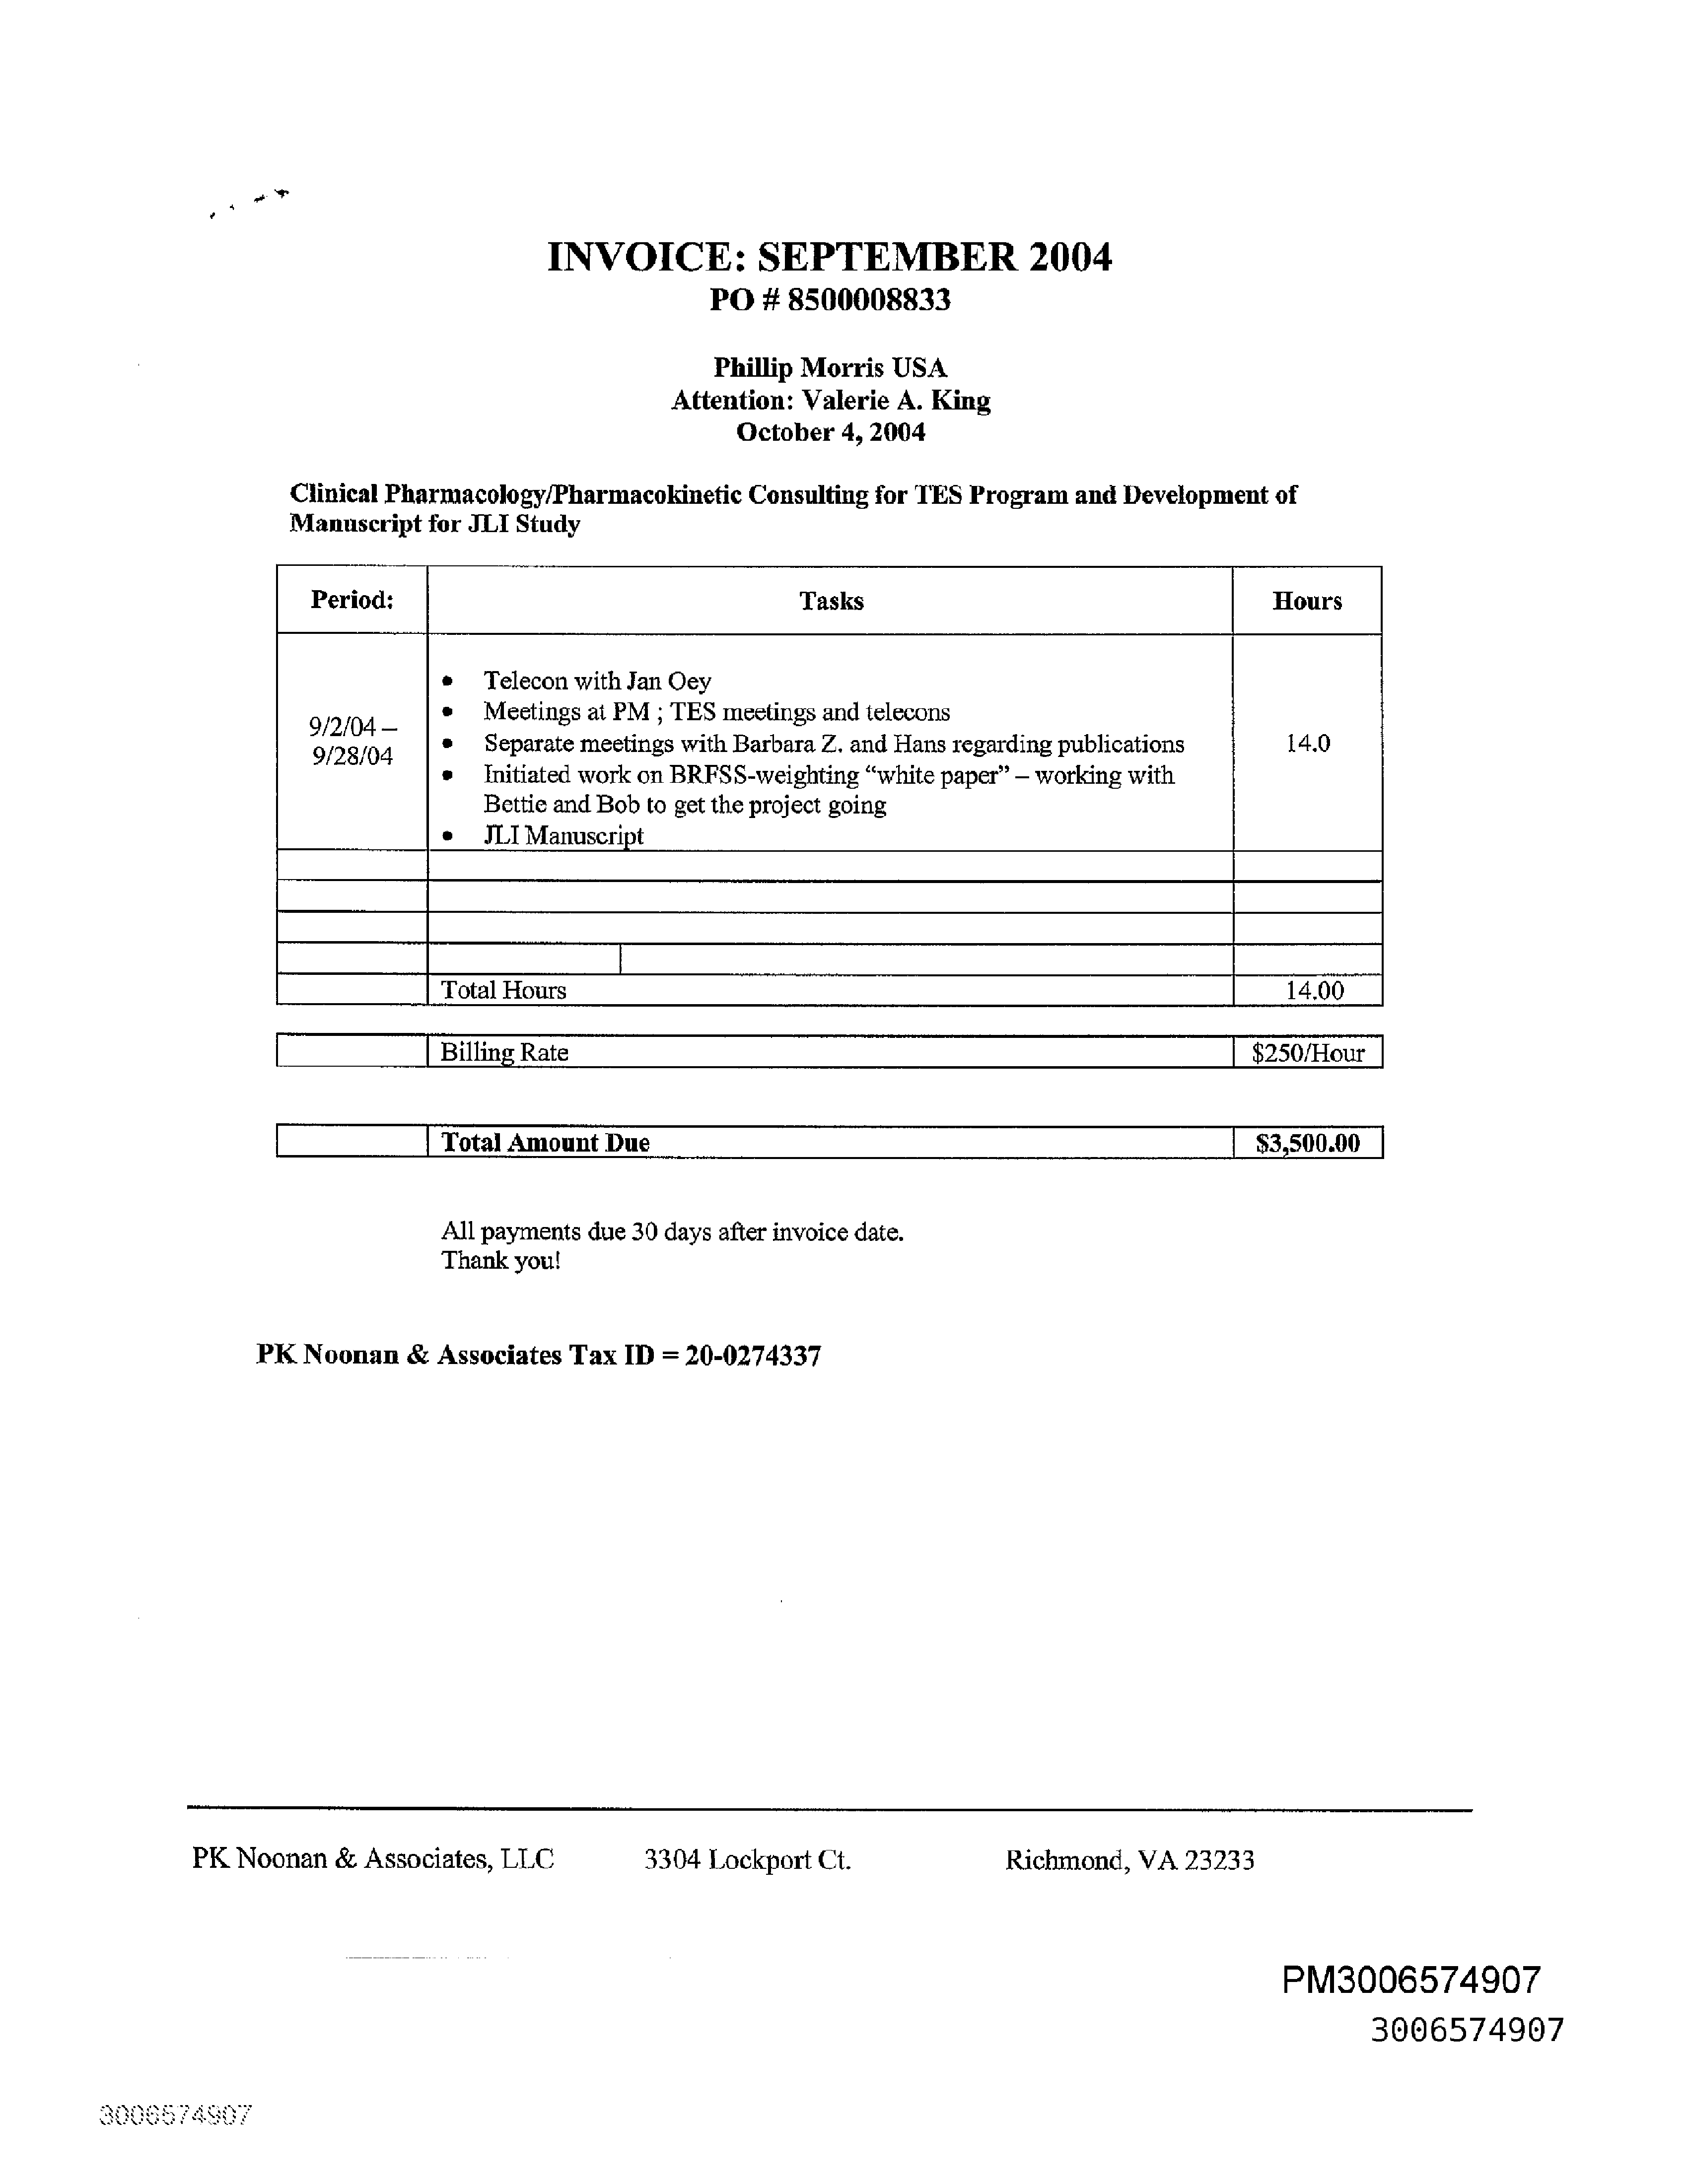 INVOICE: SEPTEMBER 2004
PO # 8500008833
Phillip Morris USA
Attention: Valerie A. King
October 4, 2004
Clinical Pharmacology/Pharmacokinetic Consulting for TES Program and Development of
Manuscript for JLI Study
Period: Tasks Hours
9/2/04 –
9/28/04
• Telecon with Jan Oey
• Meetings at PM ; TES meetings and telecons
• Separate meetings with Barbara Z. and Hans regarding publications
• Initiated work on BRFSS-weighting “white paper” – working with
Bettie and Bob to get the project going
• JLI Manuscript
14.0
Total Hours 14.00
Billing Rate $250/Hour
Total Amount Due $3,500.00
All payments due 30 days after invoice date.
Thank you!
PK Noonan & Associates Tax ID = 20-0274337
PK Noonan & Associates, LLC 3304 Lockport Ct. Richmond, VA 23233
PM3006574907
3006574907
3006574907